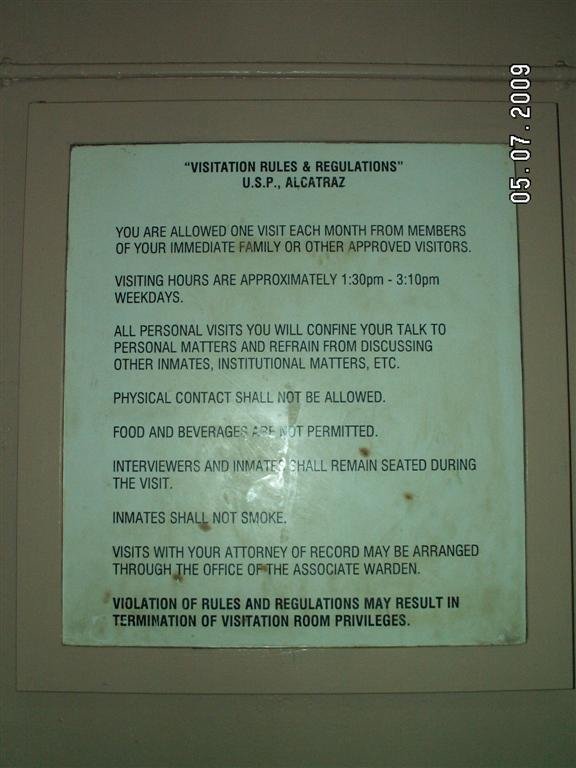 05.07.2009
"VISITATION RULES & REGULATIONS"
U.S.P., ALCATRAZ
YOU ARE ALLOWED ONE VISIT EACH MONTH FROM MEMBERS
OF YOUR IMMEDIATE FAMILY OR OTHER APPROVED VISITORS.
VISITING HOURS ARE APPROXIMATELY 1:30pm - 3:10pm
WEEKDAYS.
ALL PERSONAL VISITS YOU WILL CONFINE YOUR TALK TO
PERSONAL MATTERS AND REFRAIN FROM DISCUSSING
OTHER INMATES, INSTITUTIONAL MATTERS, ETC.
PHYSICAL CONTACT SHALL NOT BE ALLOWED.
FOOD AND BEVERAGES ARE NOT PERMITTED.
INTERVIEWERS AND INMATES SHALL REMAIN SEATED DURING
THE VISIT.
INMATES SHALL NOT SMOKE.
VISITS WITH YOUR ATTORNEY OF RECORD MAY BE ARRANGED
THROUGH THE OFFICE OF THE ASSOCIATE WARDEN.
VIOLATION OF RULES AND REGULATIONS MAY RESULT IN
TERMINATION OF VISITATION ROOM PRIVILEGES.